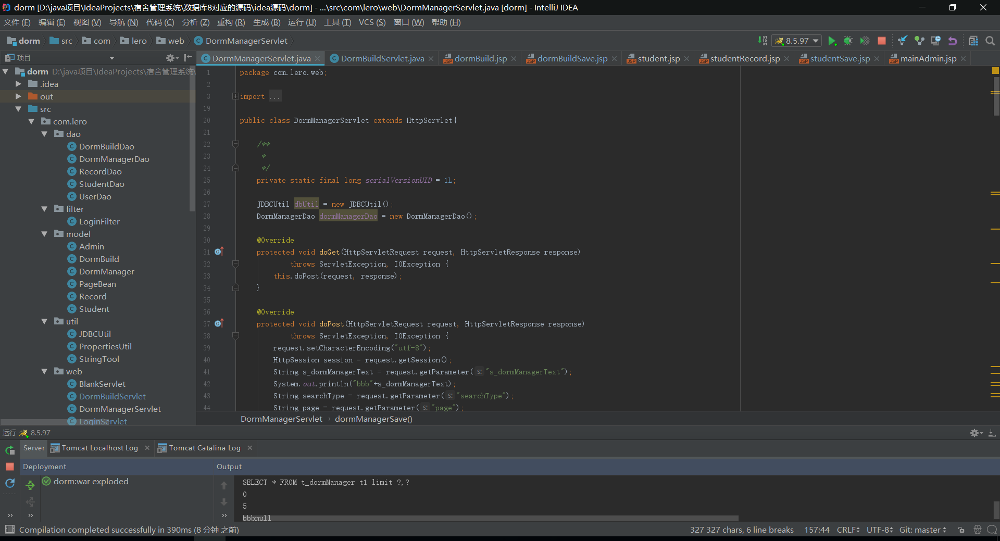 dorm [D:\java项目\IdeaProjects\宿舍管理系统\数据库8对应的源码\idea源码\dorm] - ...\src\com\lero\web\DormManagerServlet.java [dorm] - IntelliJ IDEA
文件 (F) 编辑 (E) 视图 (V) 导航 (N) 代码 (C) 分析 (Z) 重构 (R) 生成 (B) 运行 (U) 工具 (T) VCS (S) 窗口 (W) 帮助 (H)
dorm src com lero web DormManagerServlet 8.5.97
项目
DormManagerServlet.java DormBuildServlet.java dormBuild.jsp dormBuildSave.jsp student.jsp studentRecord.jsp studentSave.jsp mainAdmin.jsp
dorm D:\java项目\IdeaProjects\宿舍管理系统\
.idea
out
src
com.lero
dao
DormBuildDao
DormManagerDao
RecordDao
StudentDao
UserDao
filter
LoginFilter
model
Admin
DormBuild
DormManager
PageBean
Record
Student
util
JDBCUtil
PropertiesUtil
StringTool
web
BlankServlet
DormBuildServlet
DormManagerServlet
LoginServlet
1 package com.lero.web;
2
3 import ...
19
20 public class DormManagerServlet extends HttpServlet{
21
22 /**
23 *
24 */
25 private static final long serialVersionUID = 1L;
26
27 JDBCUtil dbUtil = new JDBCUtil();
28 DormManagerDao dormManagerDao = new DormManagerDao();
29
30 @Override
31 protected void doGet(HttpServletRequest request, HttpServletResponse response)
32 throws ServletException, IOException {
33 this.doPost(request, response);
34 }
35
36 @Override
37 protected void doPost(HttpServletRequest request, HttpServletResponse response)
38 throws ServletException, IOException {
39 request.setCharacterEncoding("utf-8");
40 HttpSession session = request.getSession();
41 String s_dormManagerText = request.getParameter( s: "s_dormManagerText");
42 System.out.println("bbb"+s_dormManagerText);
43 String searchType = request.getParameter( s: "searchType");
44 String page = request.getParameter( s: "page");
DormManagerServlet › dormManagerSave()
运行 8.5.97
Server Tomcat Localhost Log Tomcat Catalina Log
Deployment Output
dorm:war exploded
SELECT * FROM t_dormManager t1 limit ?,?
0
5
bbbnull
Compilation completed successfully in 390ms (8 分钟 之前) 327 327 chars, 6 line breaks 157:44 CRLF UTF-8 Git: master